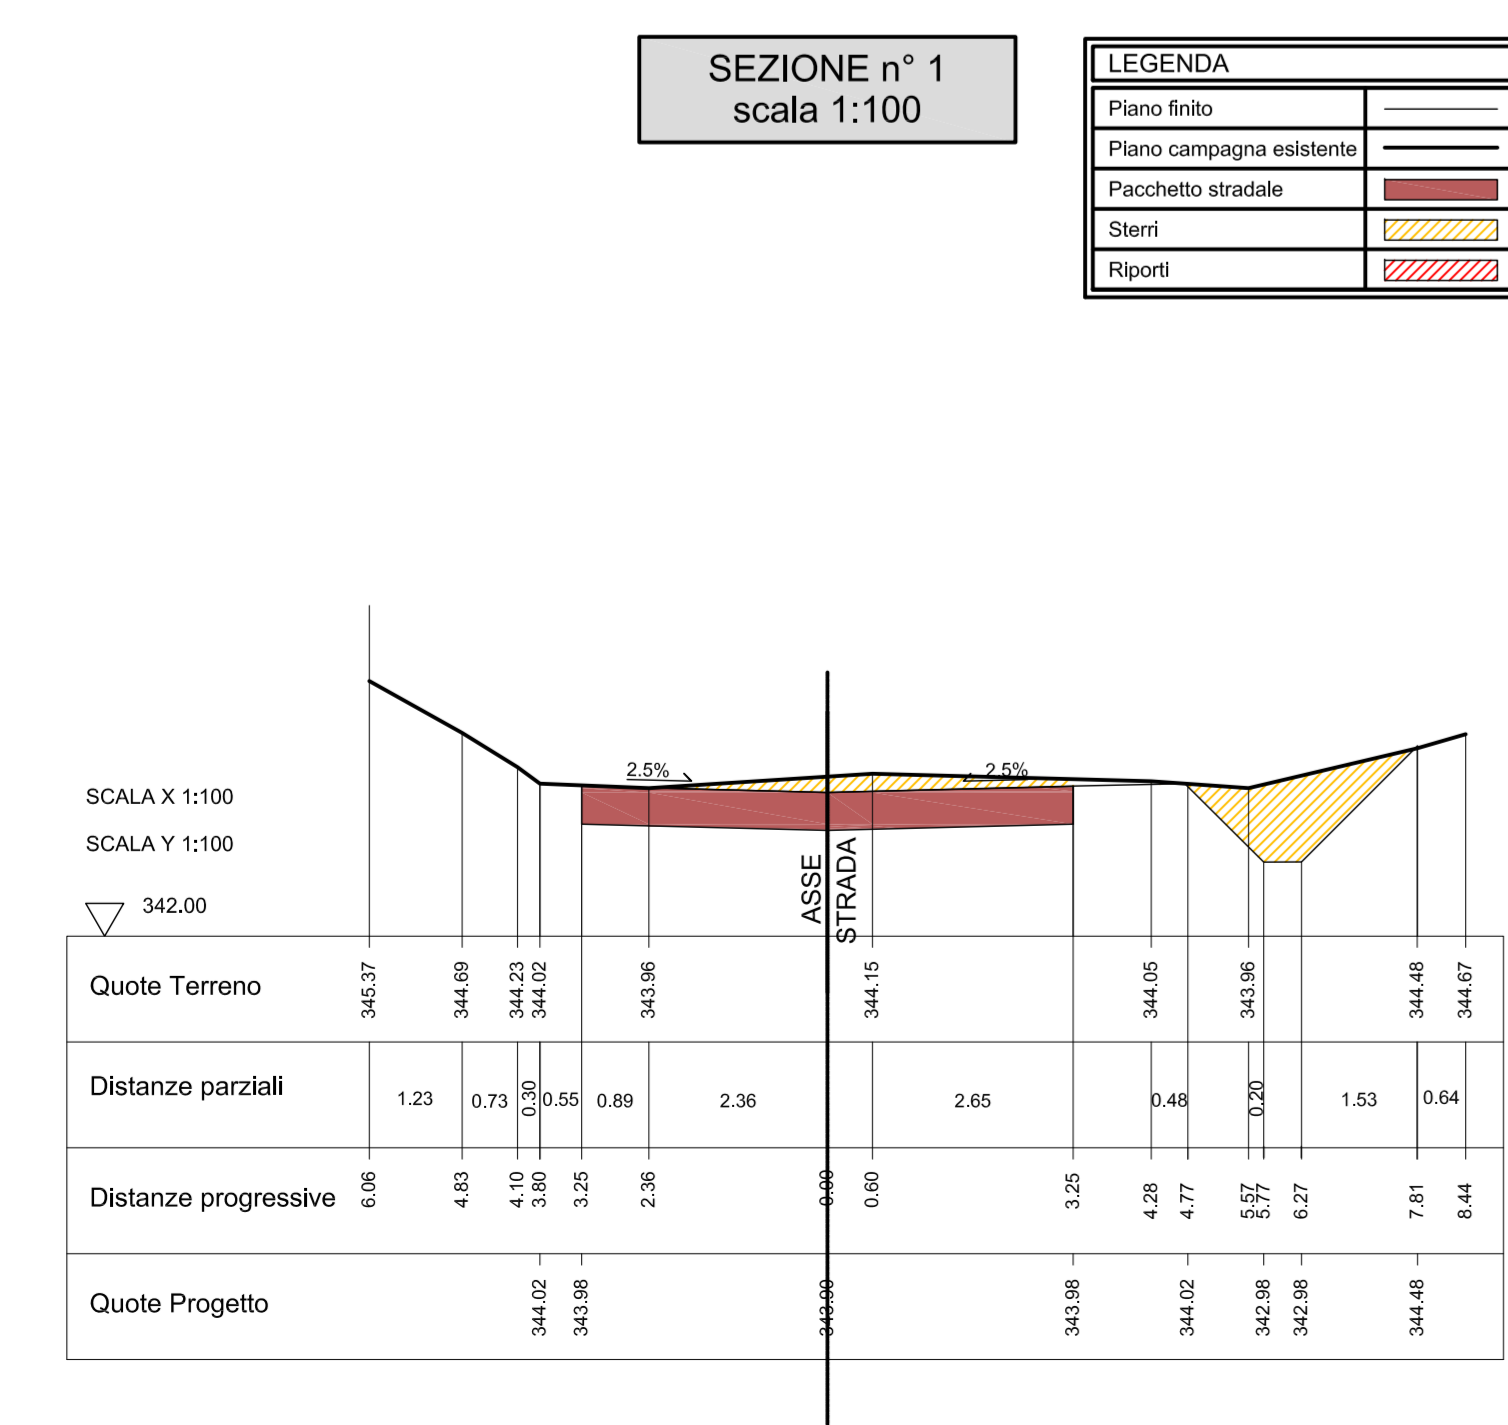 SEZIONE n° 1
scala 1:100
LEGENDA
Piano finito
Piano campagna esistente
Pacchetto stradale
Sterri
Riporti
2.5%
2.5%
SCALA X 1:100
SCALA Y 1:100
342.00
ASSE
STRADA
Quote Terreno
345.37 344.69 344.23 344.02 343.96 344.15 344.05 343.96 344.48 344.67
Distanze parziali
1.23 0.73 0.30 0.55 0.89 2.36 2.65 0.48 0.20 1.53 0.64
Distanze progressive
6.06 4.83 4.10 3.80 3.25 2.36 0.00 0.60 3.25 4.28 4.77 5.57 5.77 6.27 7.81 8.44
Quote Progetto
344.02 343.98 343.98 344.02 342.98 342.98 344.48